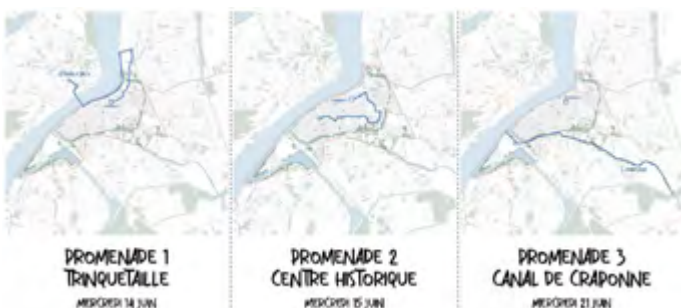 PROMENADE 1
TRINQUETAILLE
MERCREDI 14 JUIN
PROMENADE 2
CENTRE HISTORIQUE
MERCREDI 15 JUIN
PROMENADE 3
CANAL DE CRAPONNE
MERCREDI 21 JUIN